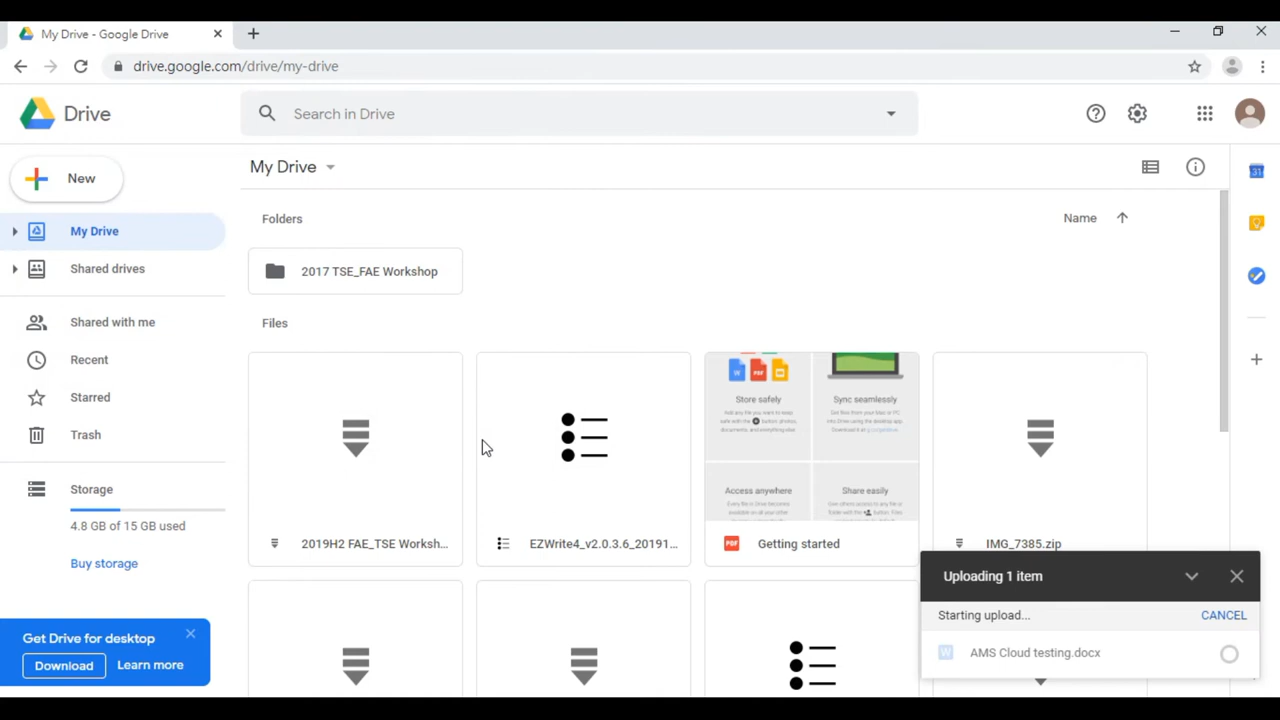 My Drive - Google Drive
drive.google.com/drive/my-drive
Drive
Search in Drive
New
My Drive
Shared drives
Shared with me
Recent
Starred
Trash
Storage
4.8 GB of 15 GB used
Buy storage
Get Drive for desktop
Download Learn more
My Drive
Folders
Name
2017 TSE_FAE Workshop
Files
Store safely
Sync seamlessly
Access anywhere
Share easily
2019H2 FAE_TSE Worksh...
EZWrite4_v2.0.3.6_20191...
PDF Getting started
IMG_7385.zip
31
Uploading 1 item
Starting upload... CANCEL
W AMS Cloud testing.docx